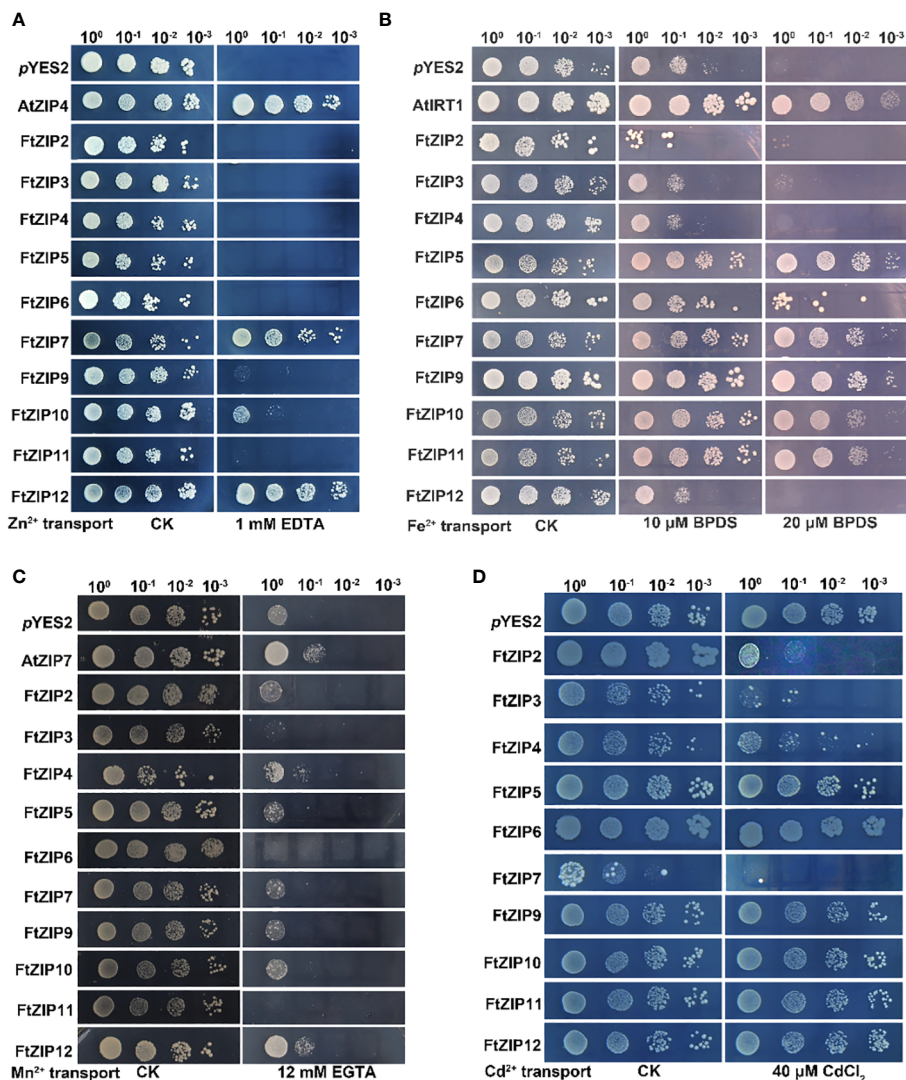 A
10⁰ 10⁻¹ 10⁻² 10⁻³ 10⁰ 10⁻¹ 10⁻² 10⁻³
pYES2
AtZIP4
FtZIP2
FtZIP3
FtZIP4
FtZIP5
FtZIP6
FtZIP7
FtZIP9
FtZIP10
FtZIP11
FtZIP12
Zn²⁺ transport CK 1 mM EDTA
B
10⁰ 10⁻¹ 10⁻² 10⁻³ 10⁰ 10⁻¹ 10⁻² 10⁻³ 10⁰ 10⁻¹ 10⁻² 10⁻³
pYES2
AtIRT1
FtZIP2
FtZIP3
FtZIP4
FtZIP5
FtZIP6
FtZIP7
FtZIP9
FtZIP10
FtZIP11
FtZIP12
Fe²⁺ transport CK 10 µM BPDS 20 µM BPDS
C
10⁰ 10⁻¹ 10⁻² 10⁻³ 10⁰ 10⁻¹ 10⁻² 10⁻³
pYES2
AtZIP7
FtZIP2
FtZIP3
FtZIP4
FtZIP5
FtZIP6
FtZIP7
FtZIP9
FtZIP10
FtZIP11
FtZIP12
Mn²⁺ transport CK 12 mM EGTA
D
10⁰ 10⁻¹ 10⁻² 10⁻³ 10⁰ 10⁻¹ 10⁻² 10⁻³
pYES2
FtZIP2
FtZIP3
FtZIP4
FtZIP5
FtZIP6
FtZIP7
FtZIP9
FtZIP10
FtZIP11
FtZIP12
Cd²⁺ transport CK 40 µM CdCl₂